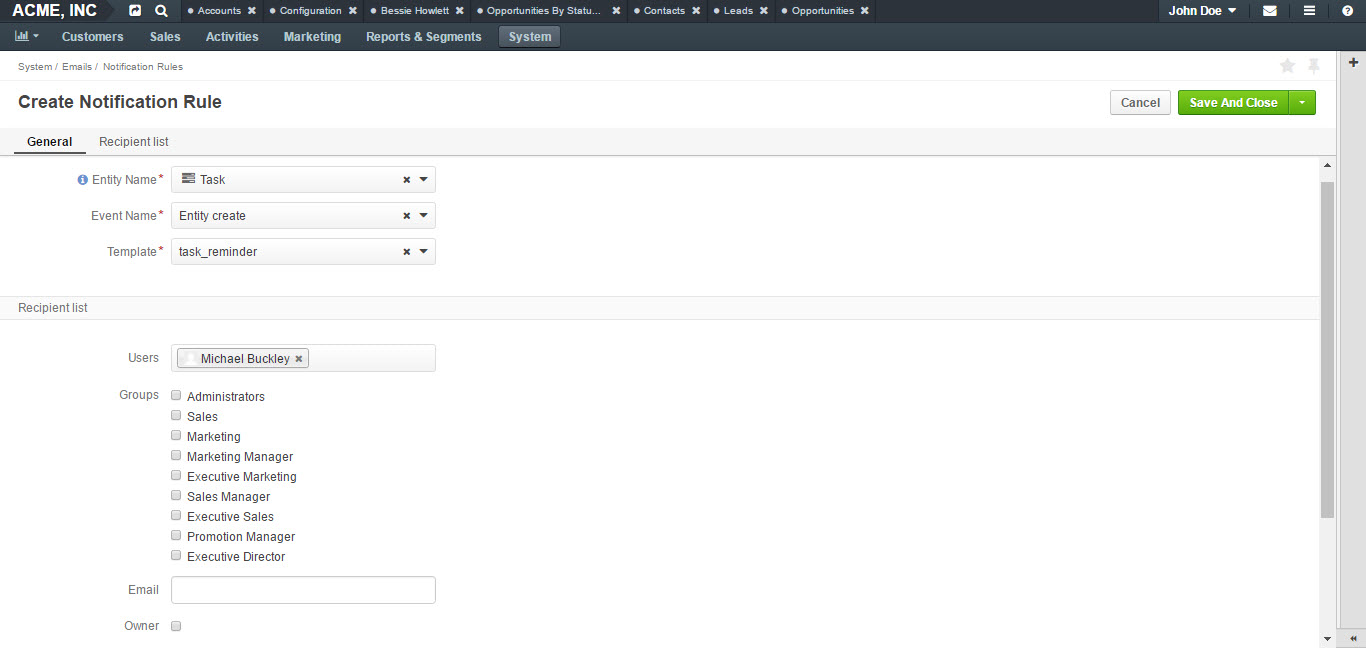 ACME, INC Accounts Configuration Bessie Howlett Opportunities By Statu... Contacts Leads Opportunities John Doe
Customers Sales Activities Marketing Reports & Segments System
System / Emails / Notification Rules
Create Notification Rule Cancel Save And Close
General Recipient list
Entity Name* Task
Event Name* Entity create
Template* task_reminder
Recipient list
Users Michael Buckley
Groups Administrators
Sales
Marketing
Marketing Manager
Executive Marketing
Sales Manager
Executive Sales
Promotion Manager
Executive Director
Email
Owner